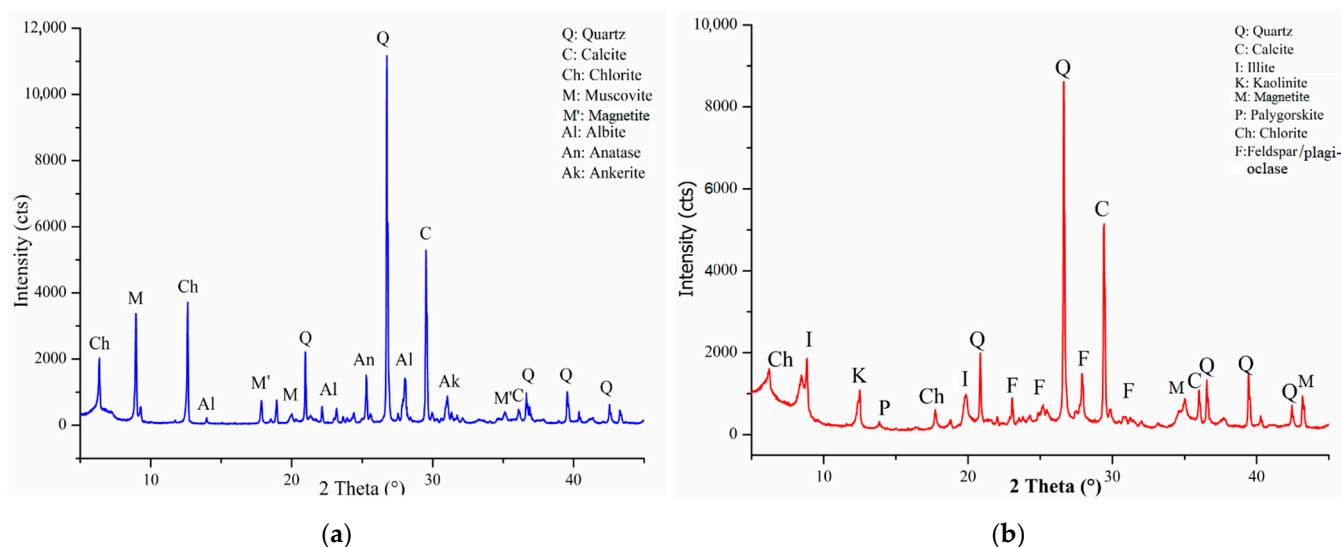 12,000
10,000
8000
6000
4000
2000
0
Intensity (cts)
10
20
30
40
2 Theta (°)
Q: Quartz
C: Calcite
Ch: Chlorite
M: Muscovite
M': Magnetite
Al: Albite
An: Anatase
Ak: Ankerite
Ch
M
Ch
Al
M'
Q
M
Al
An
Q
Al
C
Ak
M'
C
Q
Q
Q
(a)
10,000
8000
6000
4000
2000
0
Intensity (cts)
10
20
30
40
2 Theta (°)
Q: Quartz
C: Calcite
I: Illite
K: Kaolinite
M: Magnetite
P: Palygorskite
Ch: Chlorite
F:Feldspar/plagi-
oclase
Ch
I
K
P
Ch
I
Q
F
F
Q
F
C
F
M
C
Q
Q
Q
M
(b)